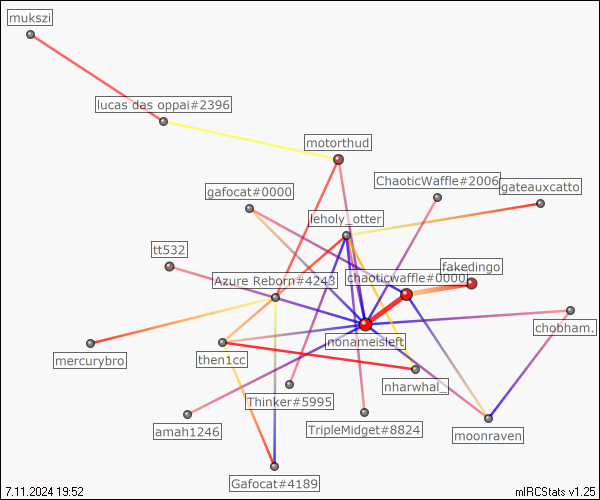 mukszi
lucas das oppai#2396
motorthud
ChaoticWaffle#2006
gafocat#0000
gateauxcatto
leholy_otter
tt532
fakedingo
Azure Reborn#4243
chaoticwaffle#0000
chobham.
nonameisleft
mercurybro
then1cc
nharwhal_
Thinker#5995
TripleMidget#8824
amah1246
moonraven
Gafocat#4189
7.11.2024 19:52
mIRCStats v1.25